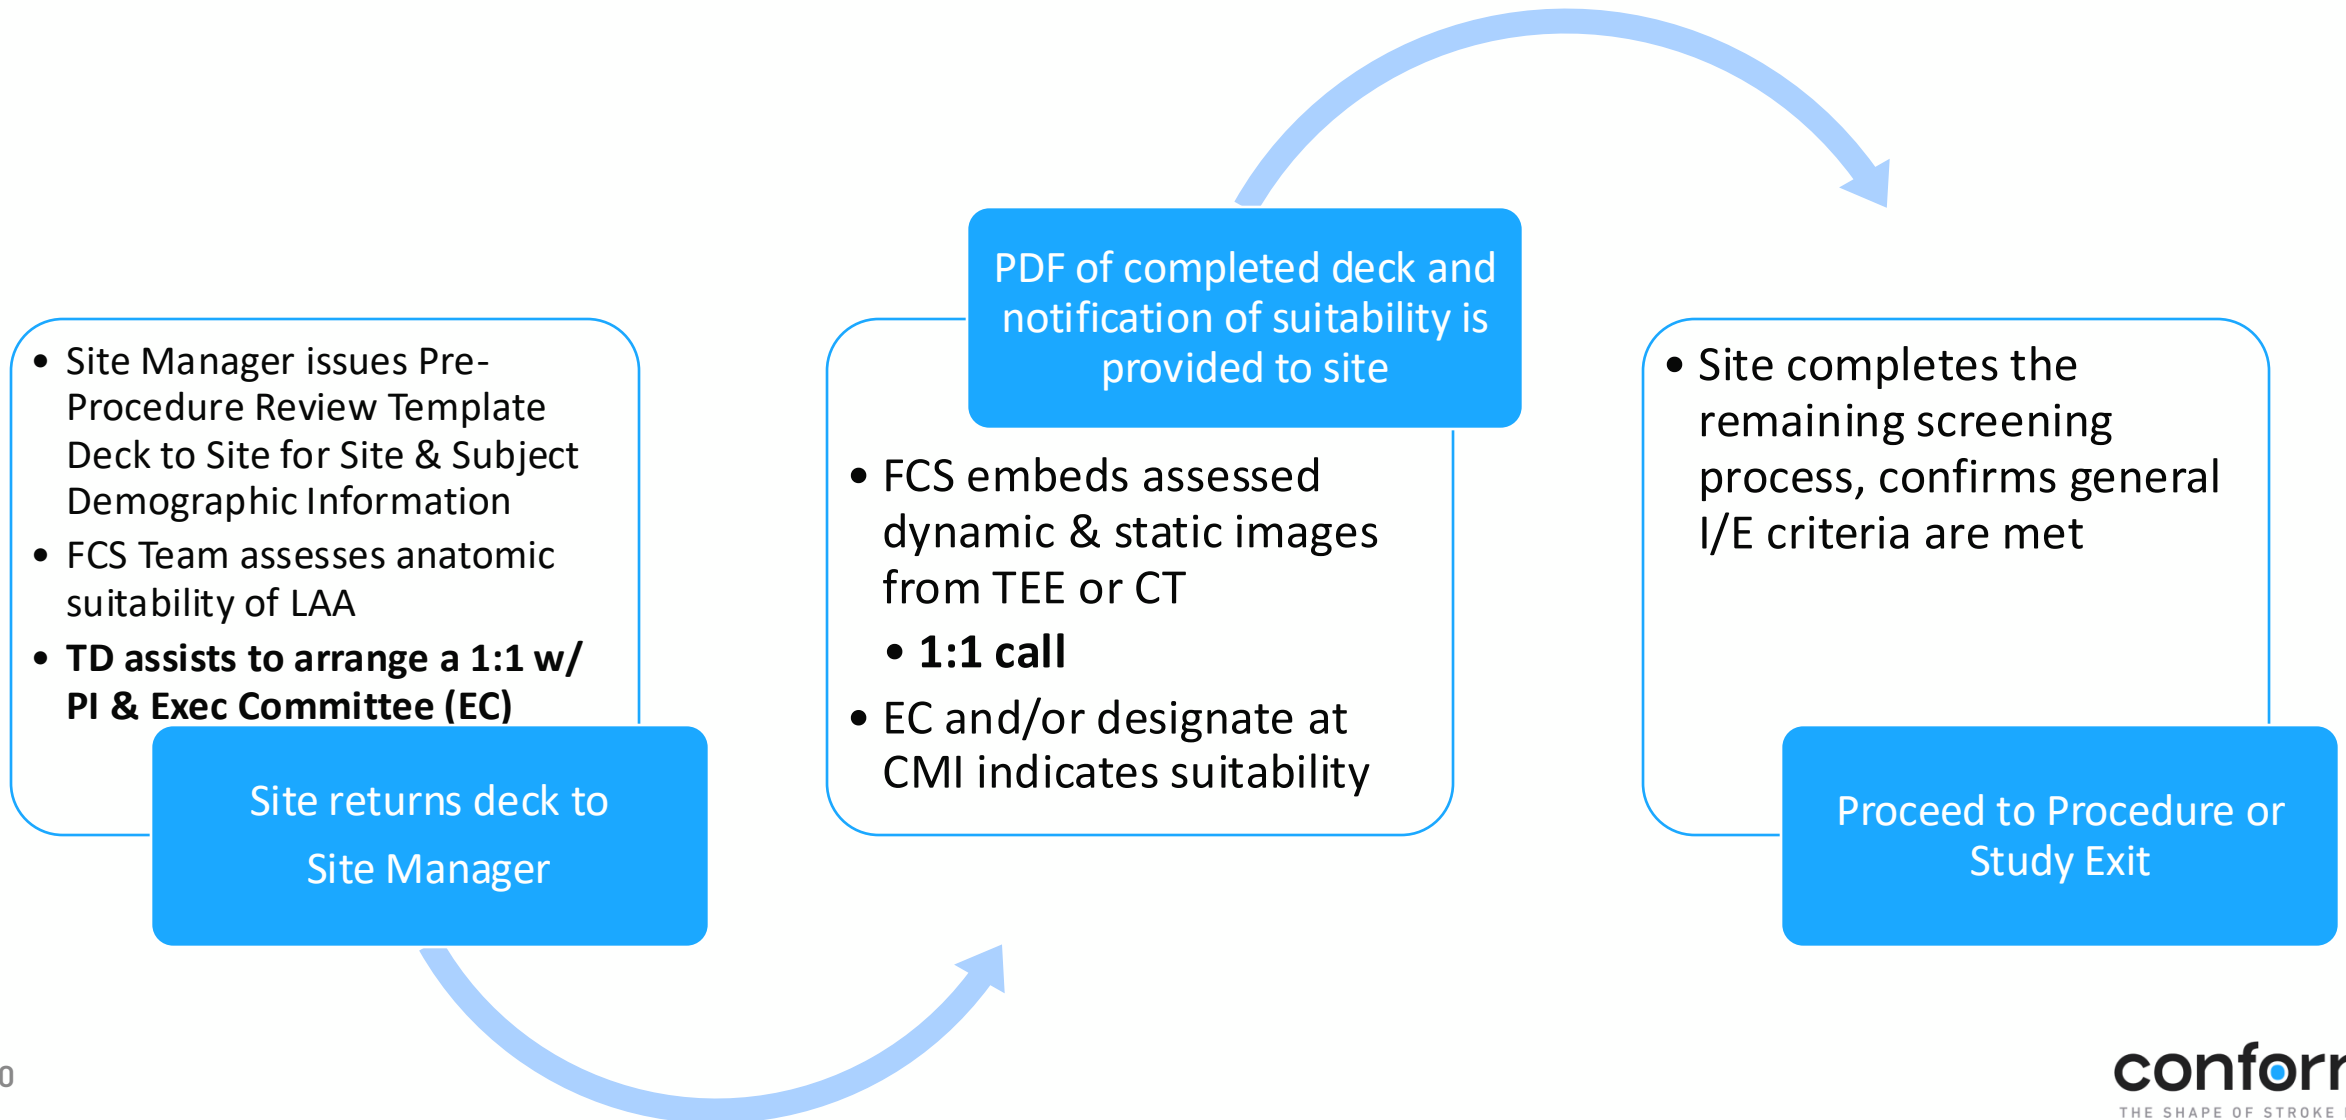 • Site Manager issues Pre-
Procedure Review Template
Deck to Site for Site & Subject
Demographic Information
• FCS Team assesses anatomic
suitability of LAA
• TD assists to arrange a 1:1 w/
PI & Exec Committee (EC)
Site returns deck to
Site Manager
PDF of completed deck and
notification of suitability is
provided to site
• FCS embeds assessed
dynamic & static images
from TEE or CT
• 1:1 call
• EC and/or designate at
CMI indicates suitability
• Site completes the
remaining screening
process, confirms general
I/E criteria are met
Proceed to Procedure or
Study Exit
0
THE SHAPE OF STROKE